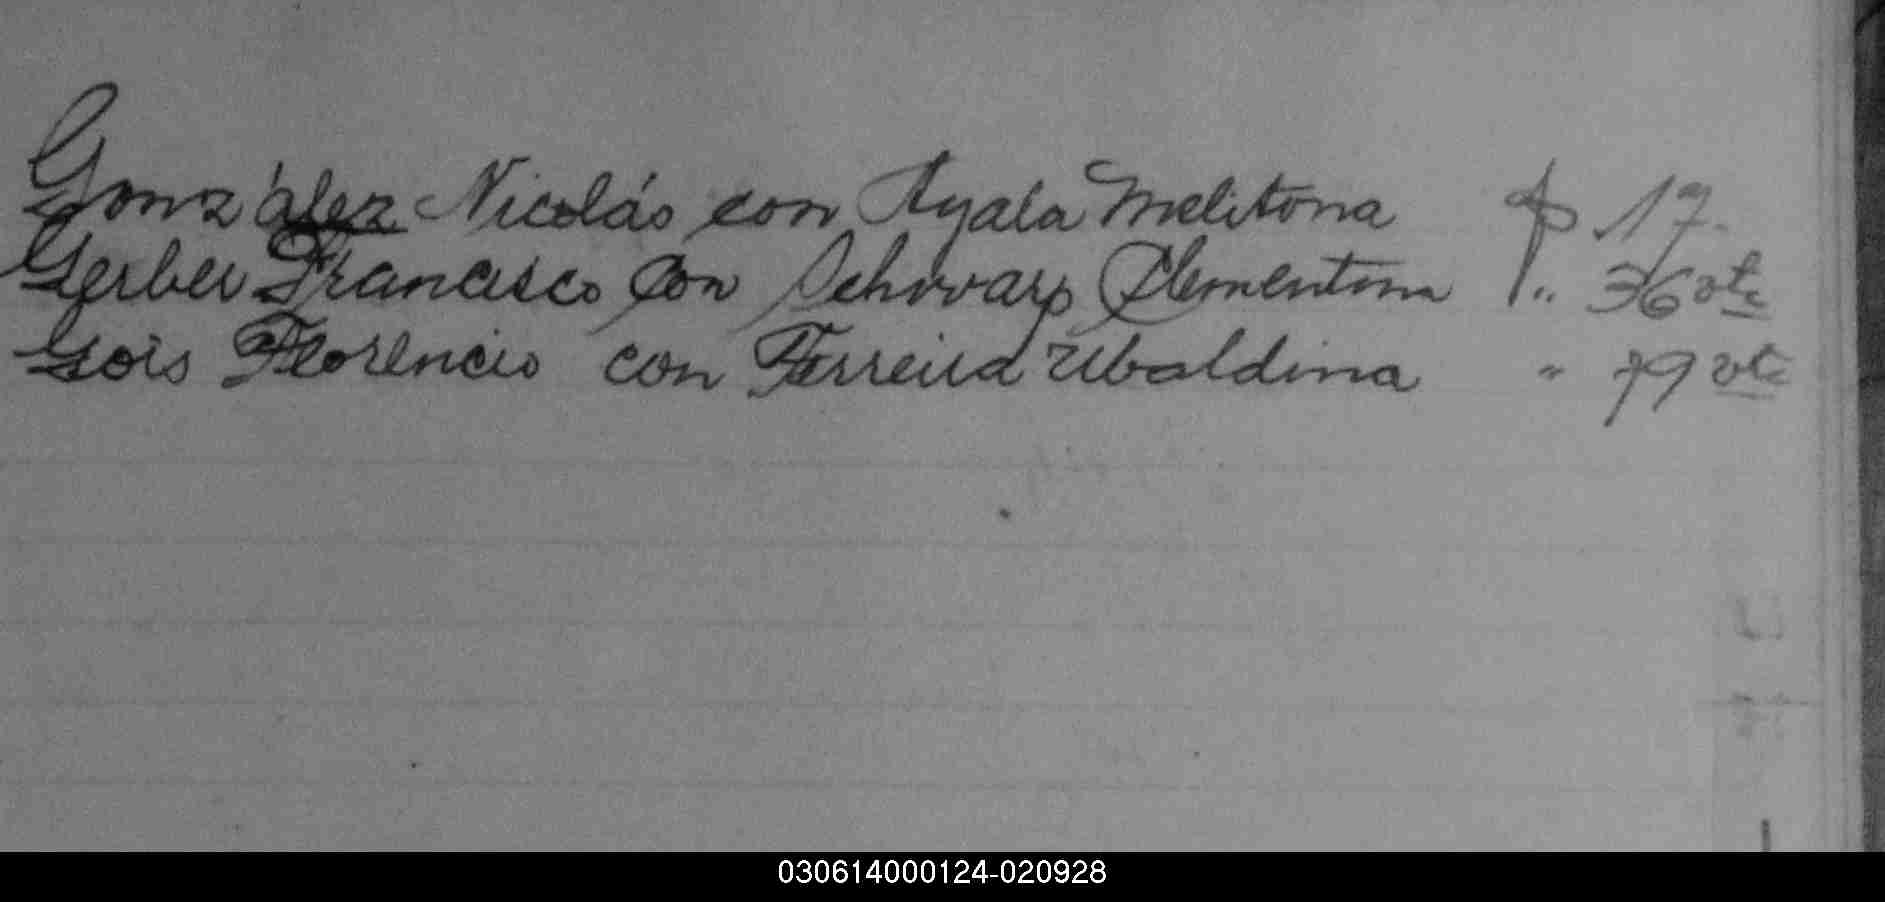 González Nicolás con Ayala Melitona fº 17.
Gerber Francisco con Schwarz Clementina " 36 vta
Gois Florencio con Ferreira Ubaldina " 79 vta
030614000124-020928